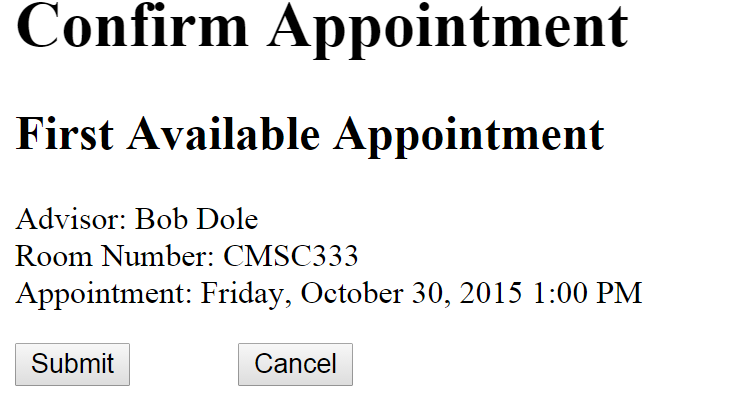 Confirm Appointment
First Available Appointment
Advisor: Bob Dole
Room Number: CMSC333
Appointment: Friday, October 30, 2015 1:00 PM
Submit Cancel